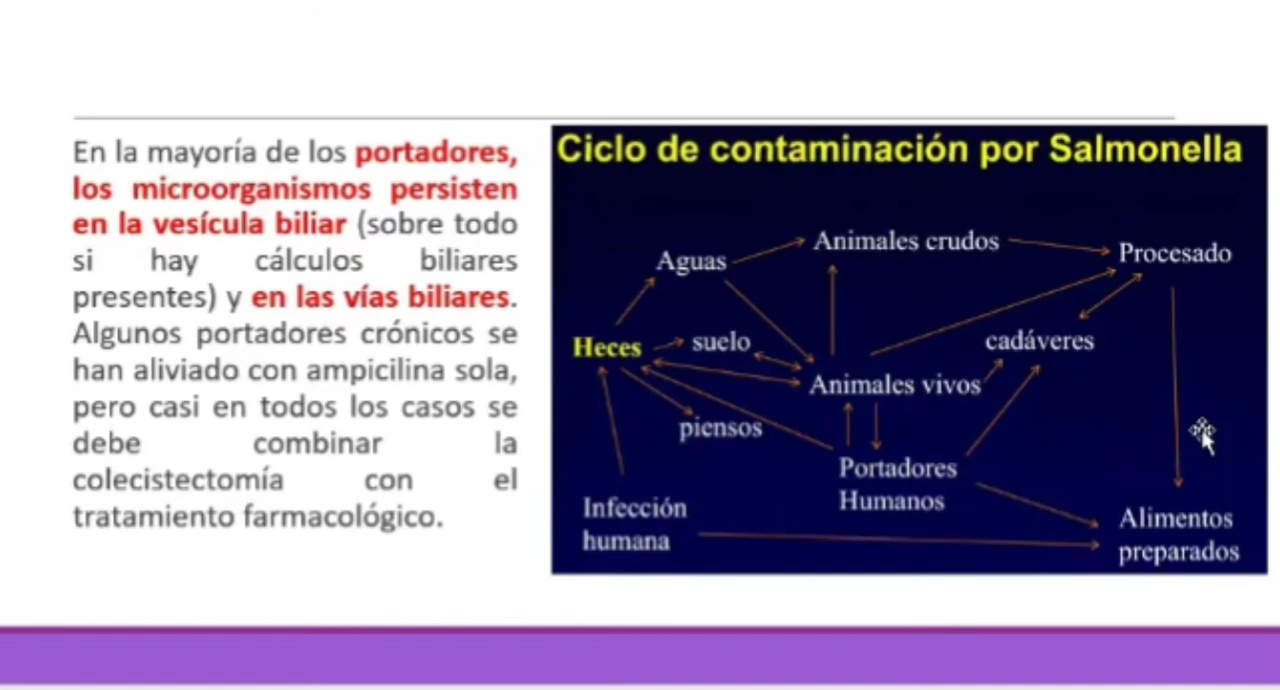 En la mayoría de los portadores,
los microorganismos persisten
en la vesícula biliar (sobre todo
si hay cálculos biliares
presentes) y en las vías biliares.
Algunos portadores crónicos se
han aliviado con ampicilina sola,
pero casi en todos los casos se
debe combinar la
colecistectomía con el
tratamiento farmacológico.
Ciclo de contaminación por Salmonella
Animales crudos
Procesado
Aguas
Heces
suelo
cadáveres
Animales vivos
piensos
Portadores
Humanos
Infección
humana
Alimentos
preparados